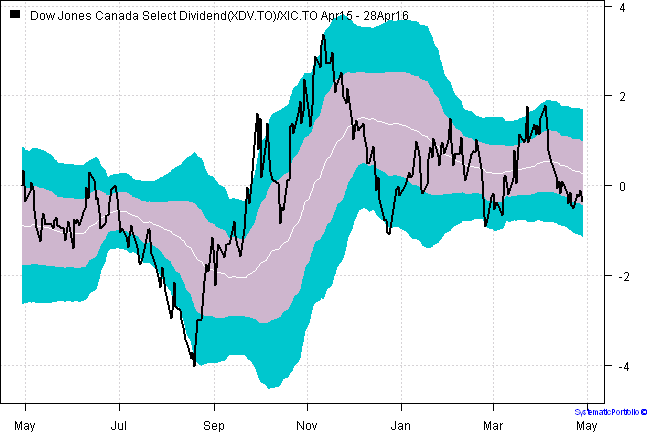 Dow Jones Canada Select Dividend(XDV.TO)/XIC.TO Apr15 - 28Apr16
4
2
0
-2
-4
SystematicPortfolio ©
May Jul Sep Nov Jan Mar May